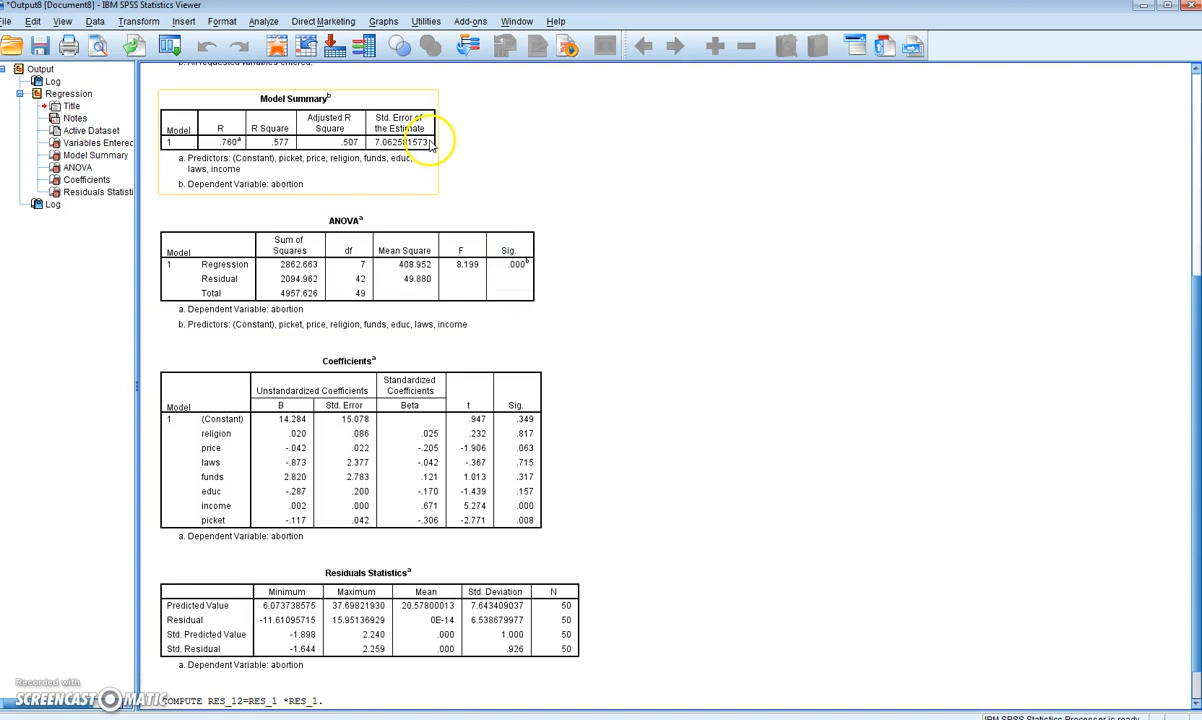 *Output8 [Document8] - IBM SPSS Statistics Viewer
File Edit View Data Transform Insert Format Analyze Direct Marketing Graphs Utilities Add-ons Window Help
Output
Log
Regression
Title
Notes
Active Dataset
Variables Entered
Model Summary
ANOVA
Coefficients
Residuals Statisti
Log
b. All requested variables entered.
Model Summaryb
Model R R Square Adjusted R Square Std. Error of the Estimate
1 .760a .577 .507
a. Predictors: (Constant), picket, price, religion, funds, educ,
laws, income
b. Dependent Variable: abortion
ANOVAa
Model Sum of Squares df Mean Square F Sig.
1 Regression 2862.663 7 408.952 8.199 .000b
Residual 2094.962 42 49.880
Total 4957.626 49
a. Dependent Variable: abortion
b. Predictors: (Constant), picket, price, religion, funds, educ, laws, income
Coefficientsa
Model Unstandardized Coefficients Standardized Coefficients t Sig.
B Std. Error Beta
1 (Constant) 14.284 15.078 .947 .349
religion .020 .086 .025 .232 .817
price -.042 .022 -.205 -1.906 .063
laws -.873 2.377 -.042 -.367 .715
funds 2.820 2.783 .121 1.013 .317
educ -.287 .200 -.170 -1.439 .157
income .002 .000 .671 5.274 .000
picket -.117 .042 -.306 -2.771 .008
a. Dependent Variable: abortion
Residuals Statisticsa
Minimum Maximum Mean Std. Deviation N
Predicted Value 6.073738575 37.69821930 20.57800013 7.643409037 50
Residual -11.61095715 15.95136929 0E-14 6.538679977 50
Std. Predicted Value -1.898 2.240 .000 1.000 50
Std. Residual -1.644 2.259 .000 .926 50
a. Dependent Variable: abortion
COMPUTE RES_12=RES_1 *RES_1.
Recorded with
SCREENCAST-O-MATIC
IBM SPSS Statistics Processor is ready